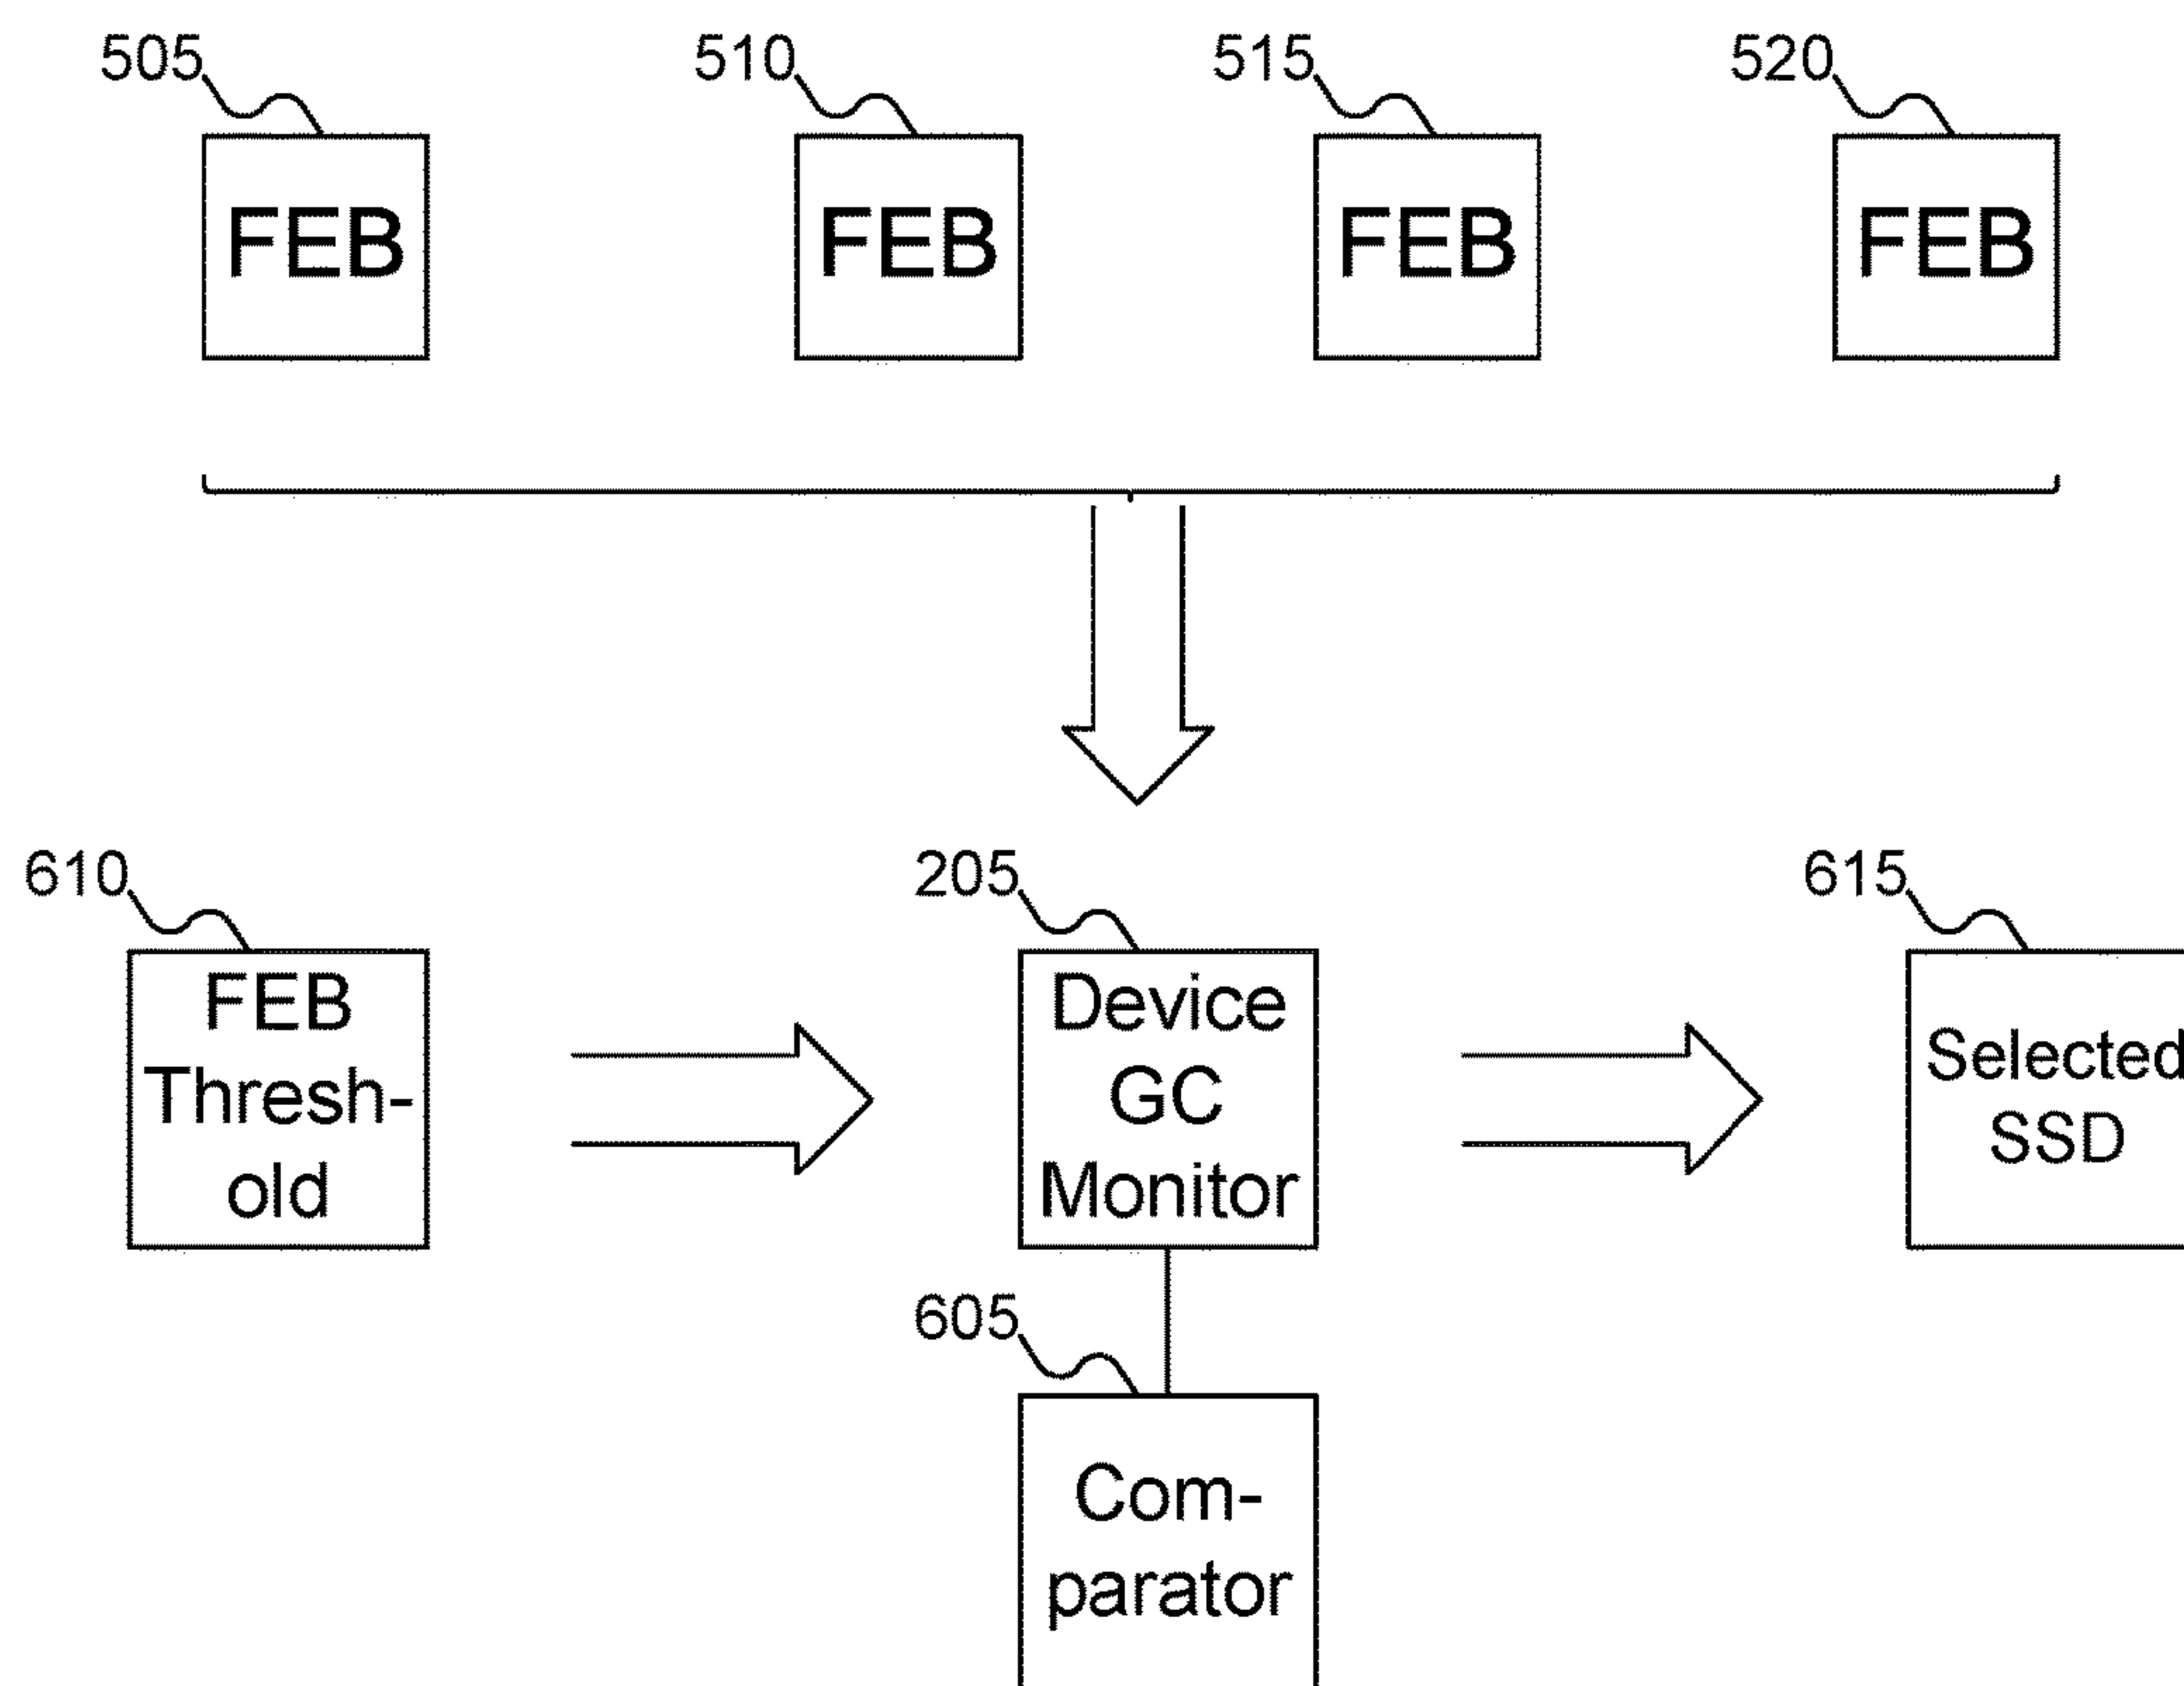 505
510
515
520
FEB
FEB
FEB
FEB
610
205
615
FEB
Thresh-
old
Device
GC
Monitor
Selected
SSD
605
Com-
parator